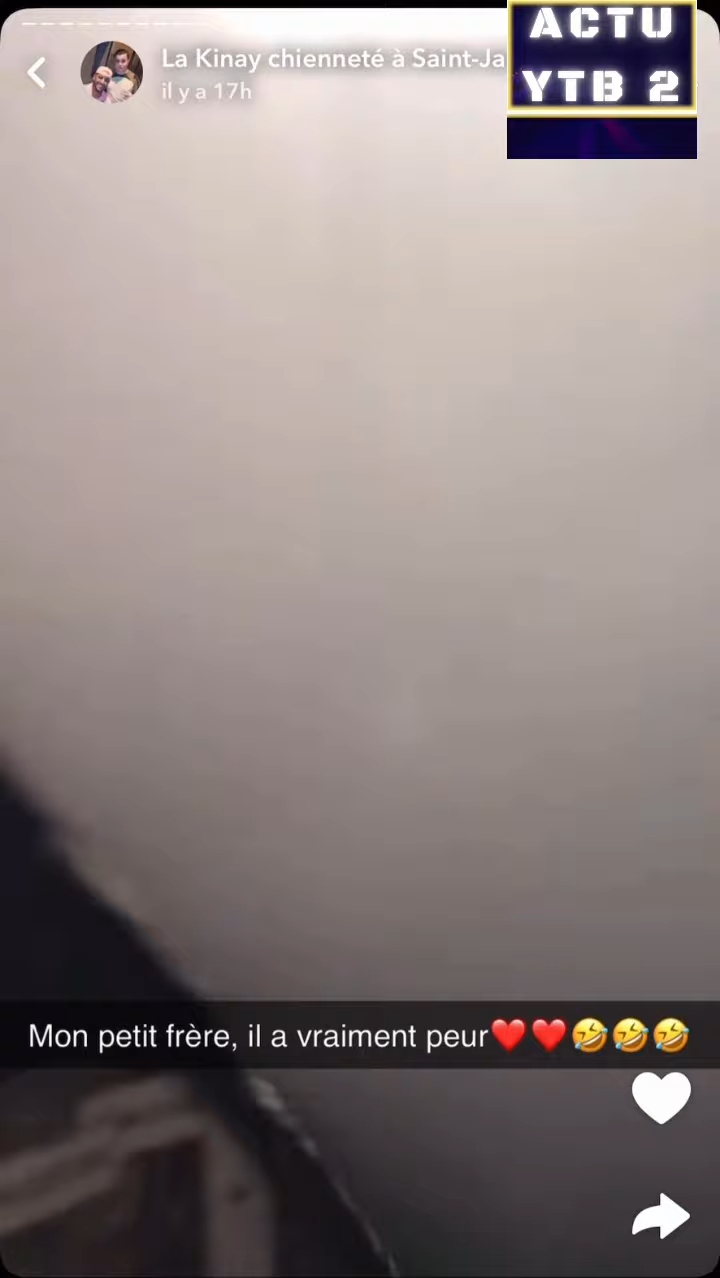 La Kinay chienneté à Saint-Ja
il y a 17h
ACTU
YTB 2
Mon petit frère, il a vraiment peur❤️❤️🤣🤣🤣